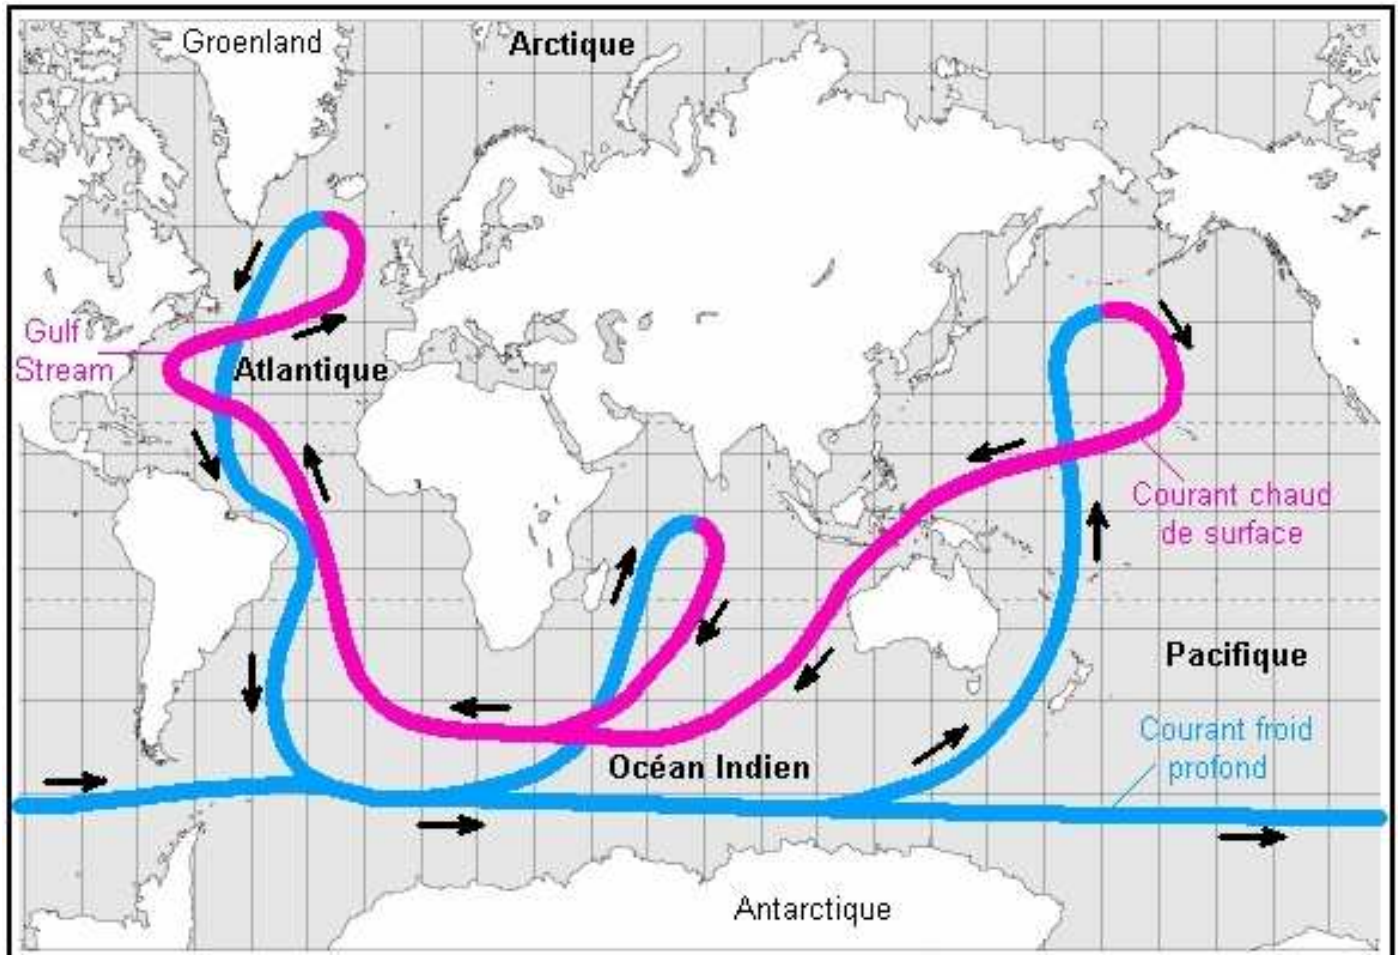 Groenland
Arctique
Gulf
Stream
Atlantique
Courant chaud
de surface
Pacifique
Courant froid
profond
Océan Indien
Antarctique